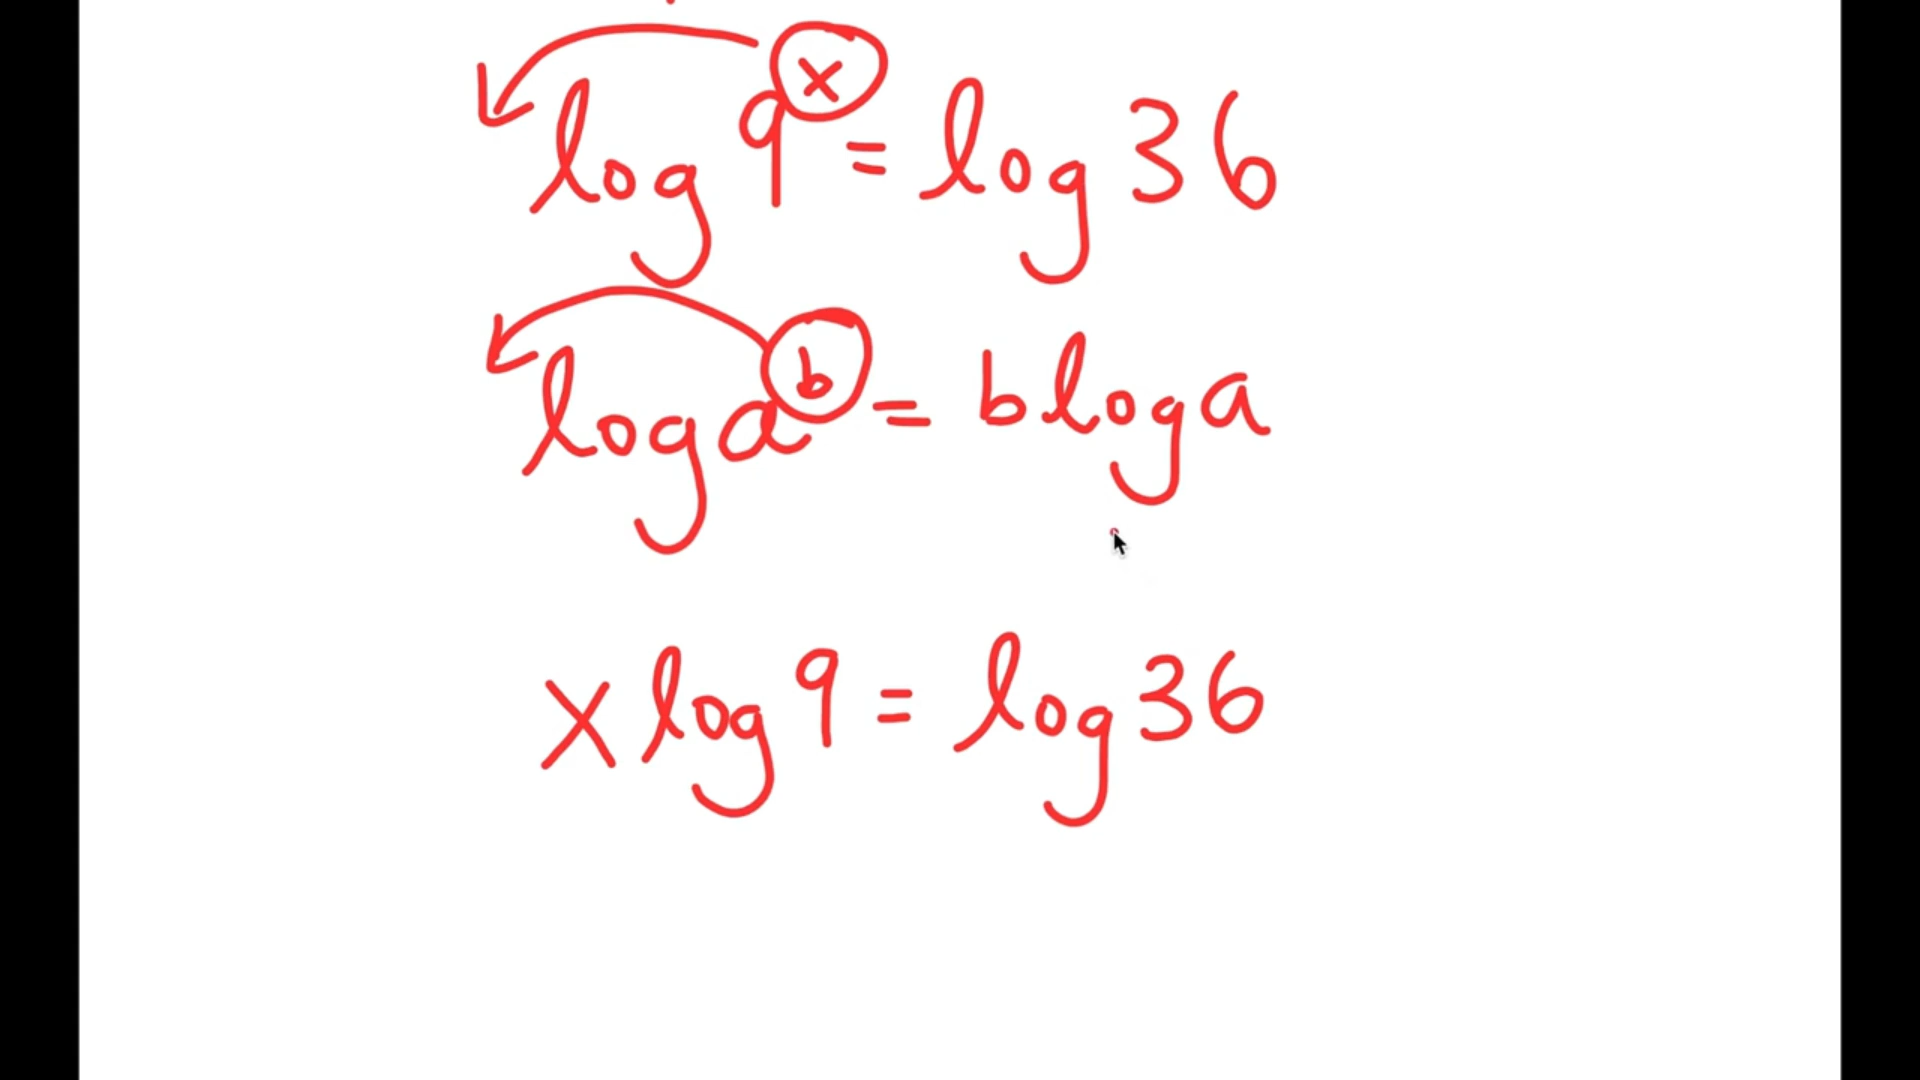 log 9^x = log 36
log a^b = b log a
x log 9 = log 36